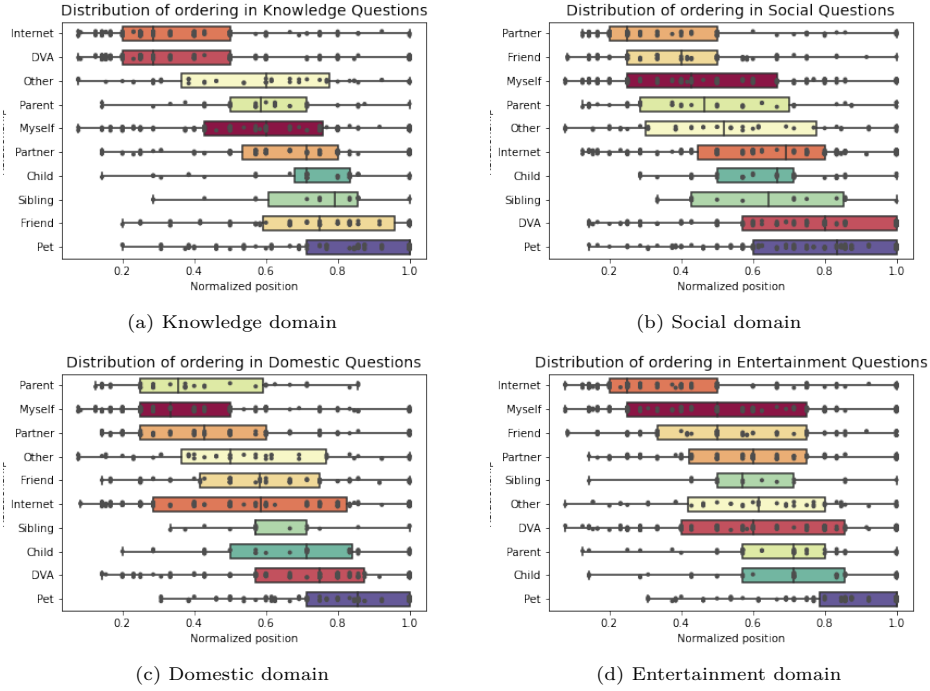 Distribution of ordering in Knowledge Questions
Internet
DVA
Other
Parent
Myself
Partner
Child
Sibling
Friend
Pet
0.2 0.4 0.6 0.8 1.0
Normalized position
(a) Knowledge domain
Distribution of ordering in Social Questions
Partner
Friend
Myself
Parent
Other
Internet
Child
Sibling
DVA
Pet
0.2 0.4 0.6 0.8 1.0
Normalized position
(b) Social domain
Distribution of ordering in Domestic Questions
Parent
Myself
Partner
Other
Friend
Internet
Sibling
Child
DVA
Pet
0.2 0.4 0.6 0.8 1.0
Normalized position
(c) Domestic domain
Distribution of ordering in Entertainment Questions
Internet
Myself
Friend
Partner
Sibling
Other
DVA
Parent
Child
Pet
0.2 0.4 0.6 0.8 1.0
Normalized position
(d) Entertainment domain